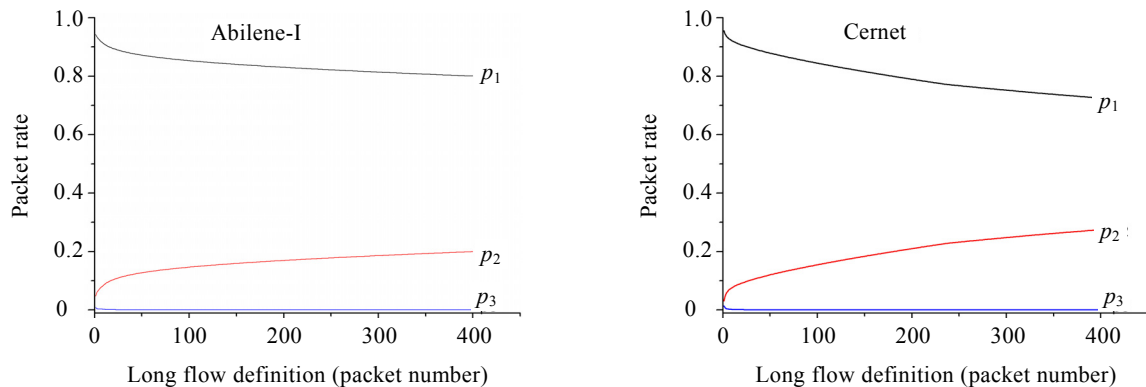 Abilene-I
Packet rate
1.0
0.8
0.6
0.4
0.2
0
p1
p2
p3
0
100
200
300
400
Long flow definition (packet number)
Cernet
Packet rate
1.0
0.8
0.6
0.4
0.2
0
p1
p2
p3
0
100
200
300
400
Long flow definition (packet number)